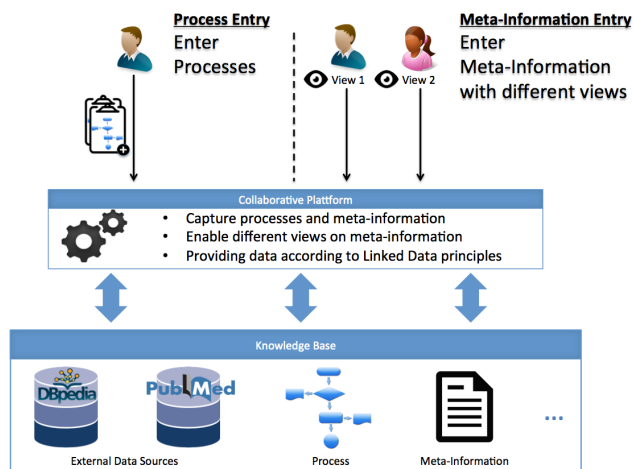 Process Entry
Enter
Processes
Meta-Information Entry
Enter
Meta-Information
with different views
View 1
View 2
Collaborative Plattform
• Capture processes and meta-information
• Enable different views on meta-information
• Providing data according to Linked Data principles
Knowledge Base
DBpedia
PubMed
...
External Data Sources
Process
Meta-Information